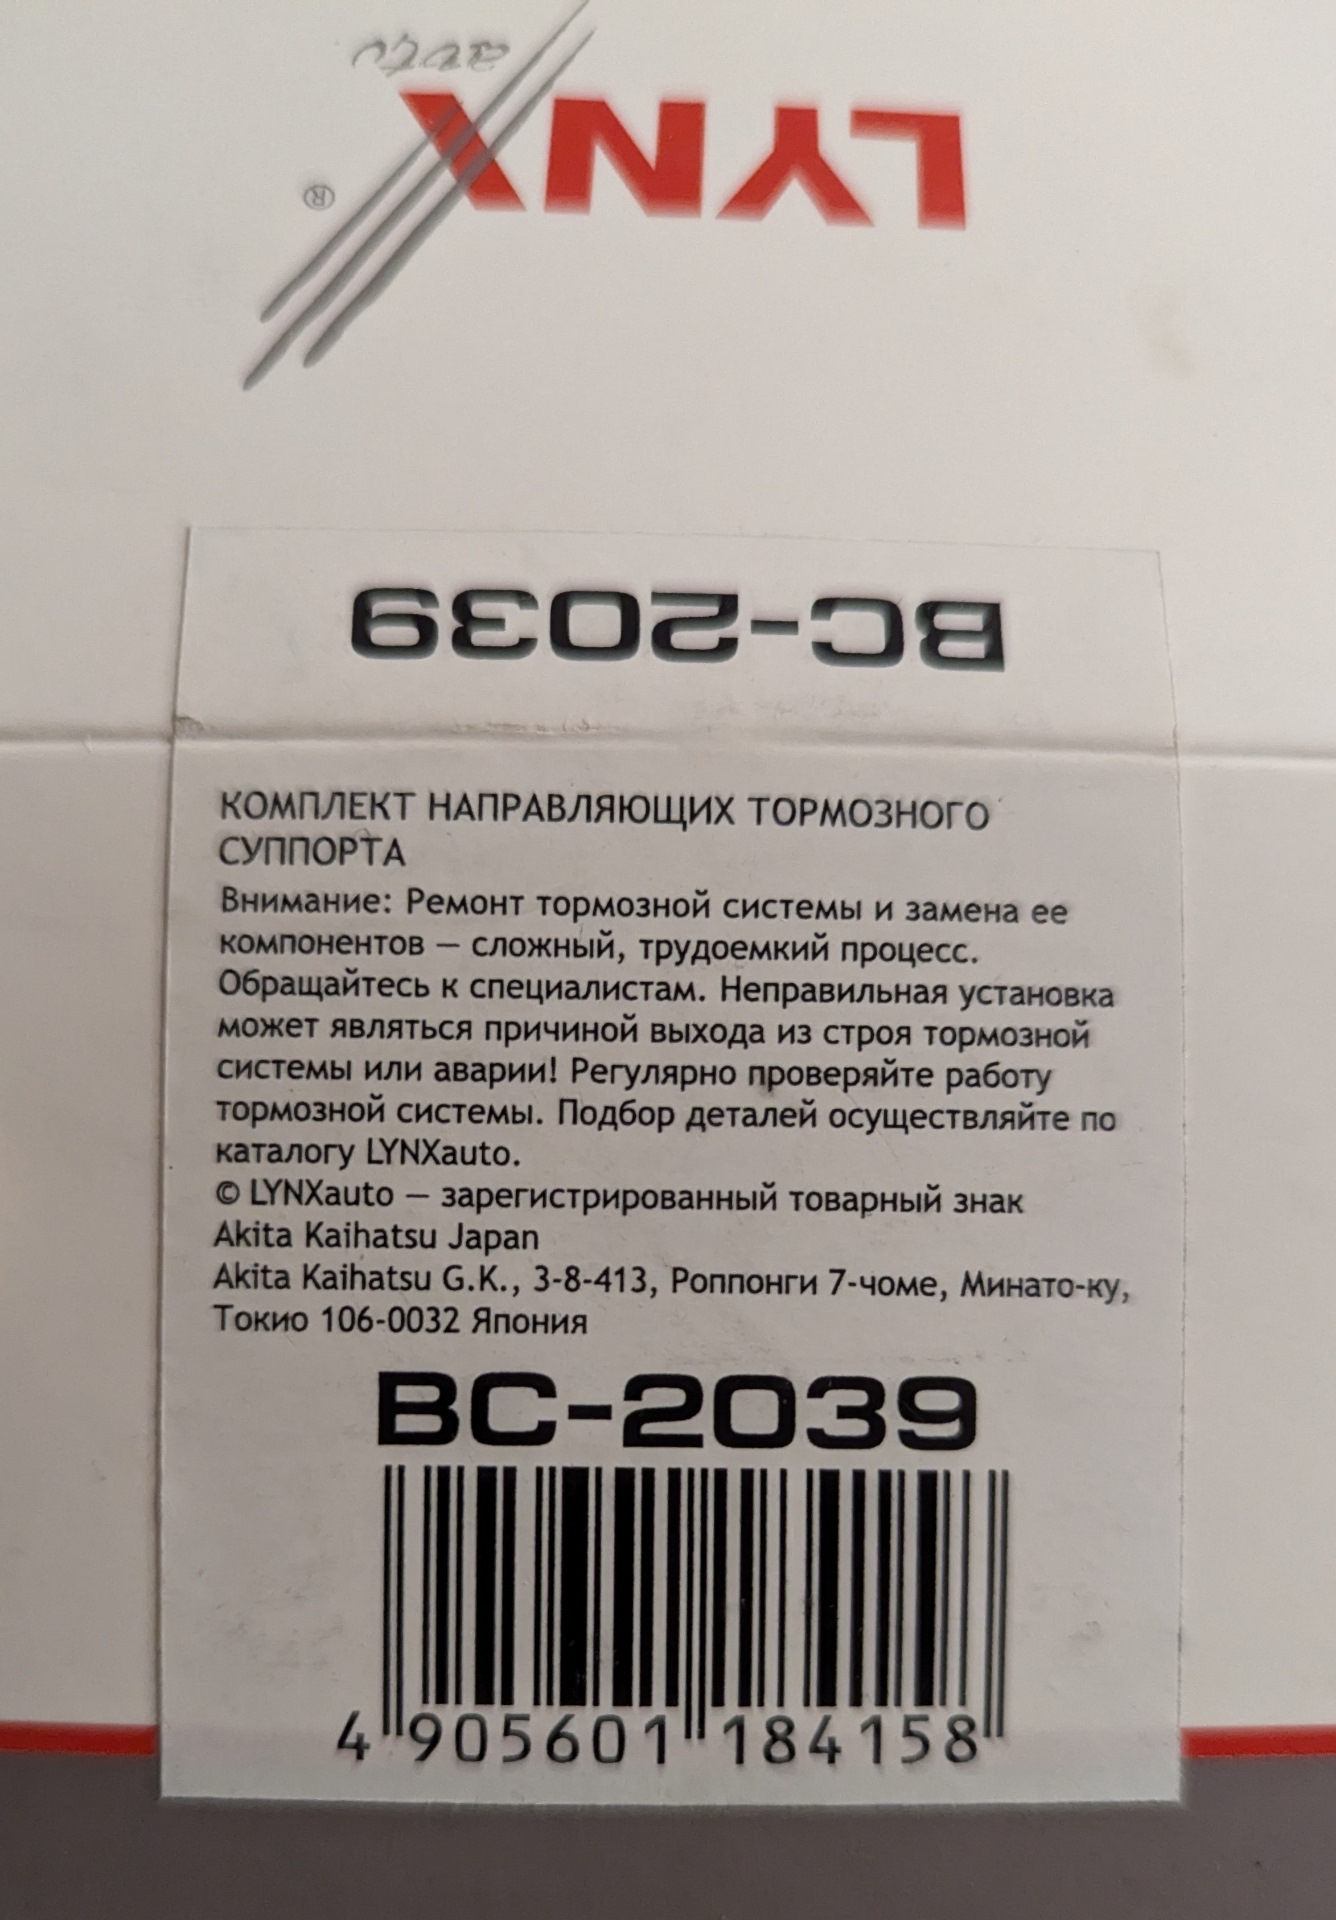 LYNX
auto
®
BC-2039
КОМПЛЕКТ НАПРАВЛЯЮЩИХ ТОРМОЗНОГО
СУППОРТА
Внимание: Ремонт тормозной системы и замена ее
компонентов — сложный, трудоемкий процесс.
Обращайтесь к специалистам. Неправильная установка
может являться причиной выхода из строя тормозной
системы или аварии! Регулярно проверяйте работу
тормозной системы. Подбор деталей осуществляйте по
каталогу LYNXauto.
© LYNXauto — зарегистрированный товарный знак
Akita Kaihatsu Japan
Akita Kaihatsu G.K., 3-8-413, Роппонги 7-чоме, Минато-ку,
Токио 106-0032 Япония
BC-2039
4 905601 184158